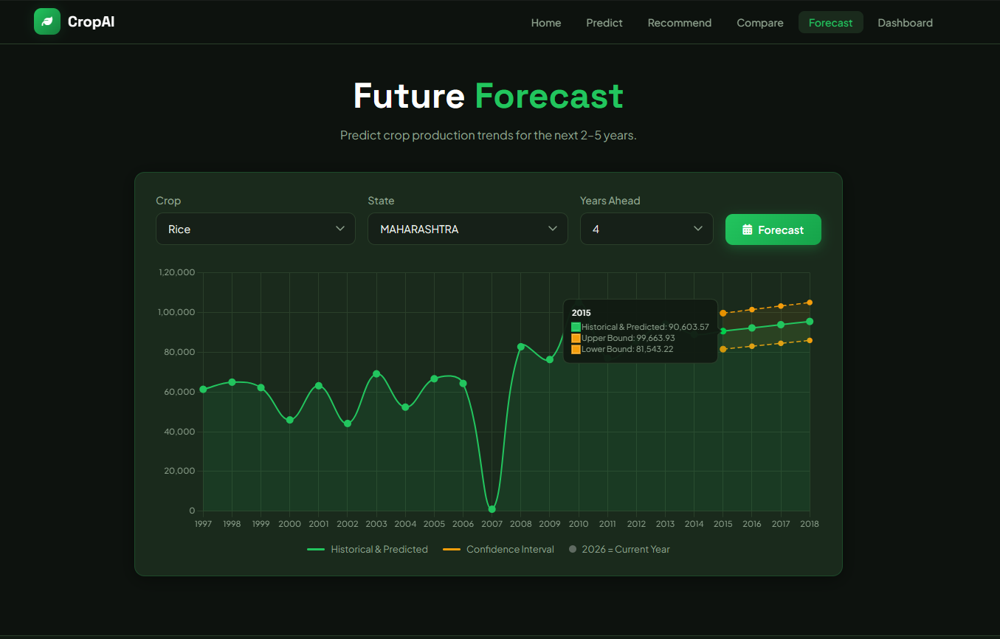 CropAI
Home Predict Recommend Compare Forecast Dashboard
Future Forecast
Predict crop production trends for the next 2–5 years.
Crop State Years Ahead
Rice MAHARASHTRA 4 Forecast
1,20,000
1,00,000
80,000
60,000
40,000
20,000
0
2015
Historical & Predicted: 90,603.57
Upper Bound: 99,663.93
Lower Bound: 81,543.22
1997 1998 1999 2000 2001 2002 2003 2004 2005 2006 2007 2008 2009 2010 2011 2012 2013 2014 2015 2016 2017 2018
Historical & Predicted Confidence Interval 2026 = Current Year